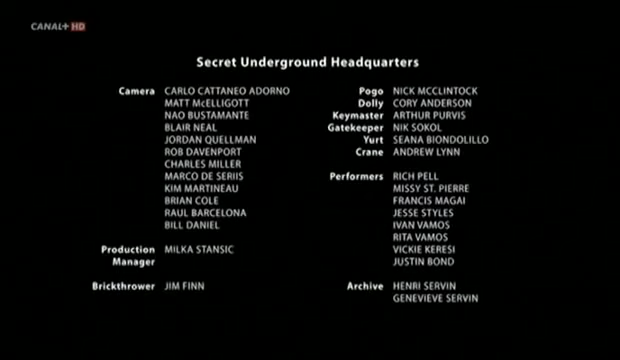 CANAL+ HD
Secret Underground Headquarters
Camera CARLO CATTANEO ADORNO
MATT McELLIGOTT
NAO BUSTAMANTE
BLAIR NEAL
JORDAN QUELLMAN
ROB DAVENPORT
CHARLES MILLER
MARCO DE SERIIS
KIM MARTINEAU
BRIAN COLE
RAUL BARCELONA
BILL DANIEL
Production MILKA STANSIC
Manager
Brickthrower JIM FINN
Pogo NICK MCCLINTOCK
Dolly CORY ANDERSON
Keymaster ARTHUR PURVIS
Gatekeeper NIK SOKOL
Yurt SEANA BIONDOLILLO
Crane ANDREW LYNN
Performers RICH PELL
MISSY ST. PIERRE
FRANCIS MAGAI
JESSE STYLES
IVAN VAMOS
RITA VAMOS
VICKIE KERESI
JUSTIN BOND
Archive HENRI SERVIN
GENEVIEVE SERVIN